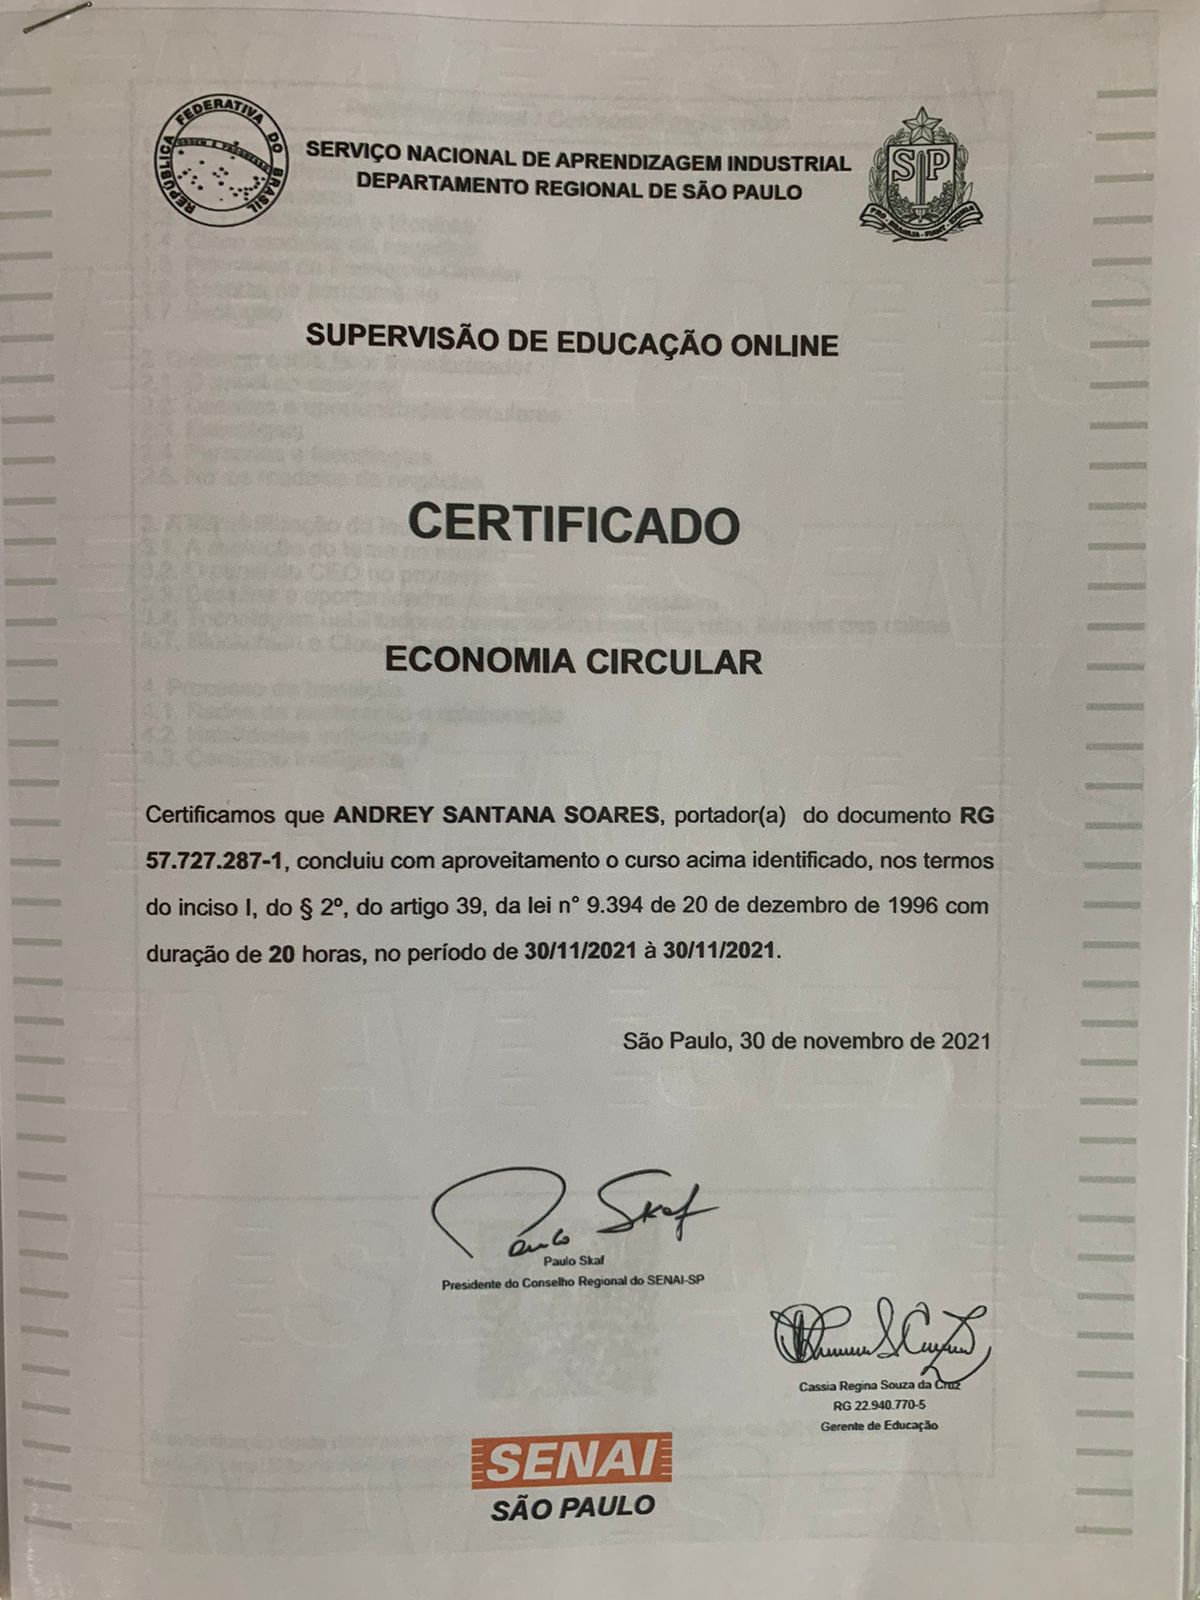 REPÚBLICA FEDERATIVA DO BRASIL
ORDEM E PROGRESSO
SERVIÇO NACIONAL DE APRENDIZAGEM INDUSTRIAL
DEPARTAMENTO REGIONAL DE SÃO PAULO
SP
SUPERVISÃO DE EDUCAÇÃO ONLINE
CERTIFICADO
ECONOMIA CIRCULAR
Certificamos que ANDREY SANTANA SOARES, portador(a) do documento RG
57.727.287-1, concluiu com aproveitamento o curso acima identificado, nos termos
do inciso I, do § 2º, do artigo 39, da lei n° 9.394 de 20 de dezembro de 1996 com
duração de 20 horas, no período de 30/11/2021 à 30/11/2021.
São Paulo, 30 de novembro de 2021
Paulo Skaf
Paulo Skaf
Presidente do Conselho Regional do SENAI-SP
Cassia Regina Souza da Cruz
RG 22.940.770-5
Gerente de Educação
SENAI
SÃO PAULO